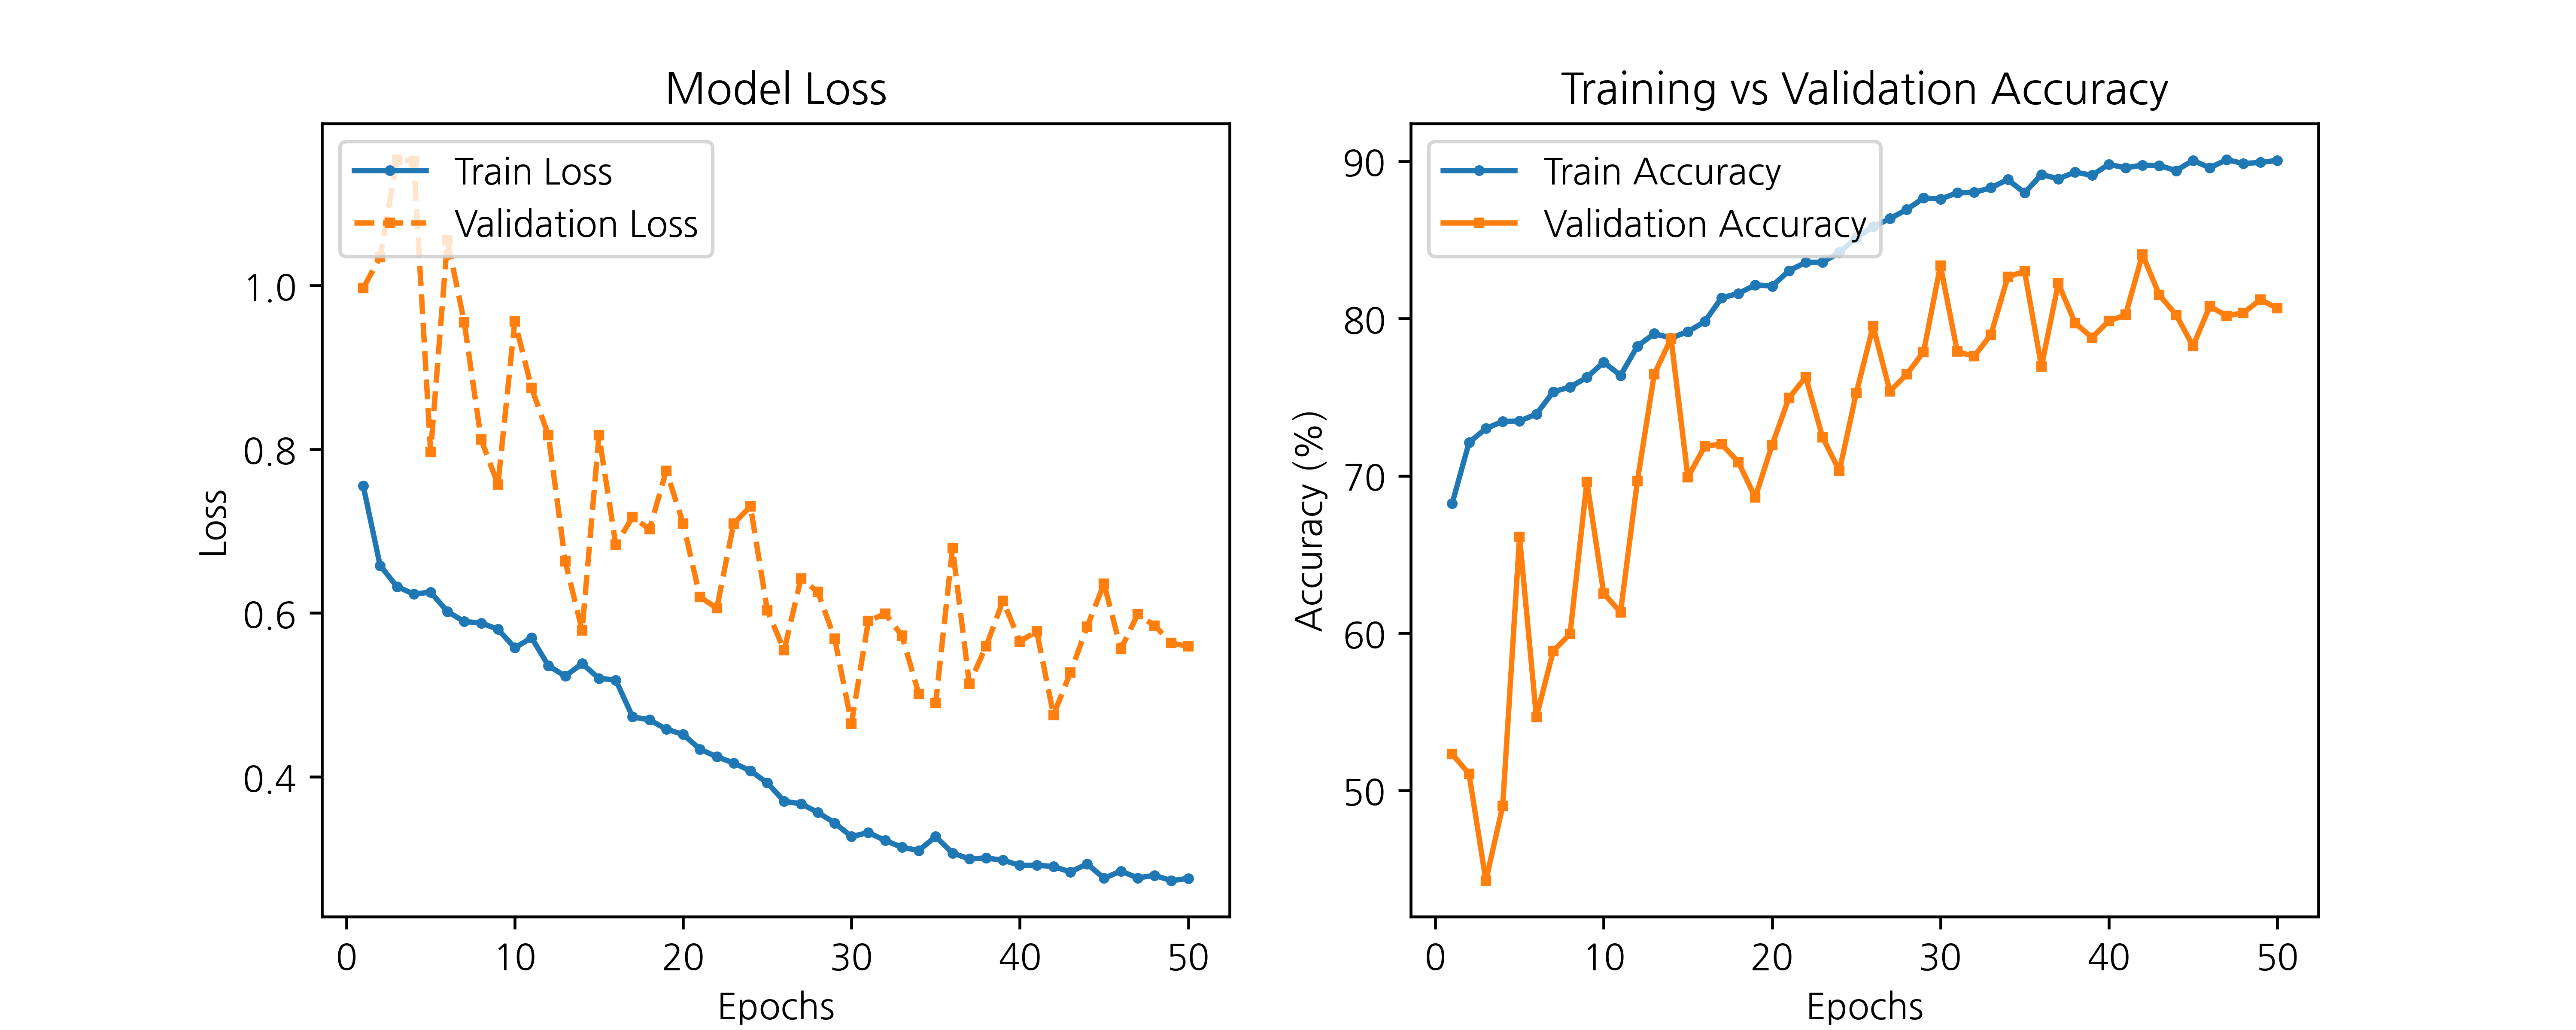 Model Loss
Train Loss
Validation Loss
1.0
0.8
0.6
0.4
Loss
0 10 20 30 40 50
Epochs
Training vs Validation Accuracy
Train Accuracy
Validation Accuracy
90
80
70
60
50
Accuracy (%)
0 10 20 30 40 50
Epochs